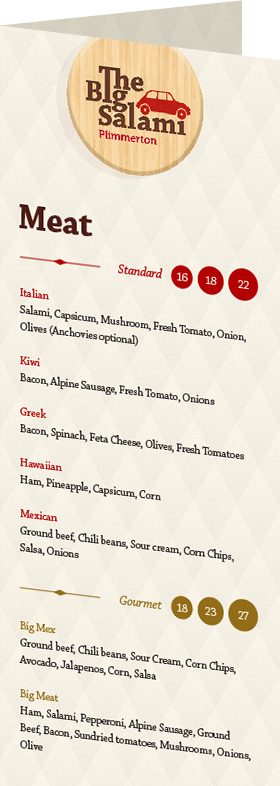 The
Big
Salami
Plimmerton
Meat
Standard 16 18 22
Italian
Salami, Capsicum, Mushroom, Fresh Tomato, Onion,
Olives (Anchovies optional)
Kiwi
Bacon, Alpine Sausage, Fresh Tomato, Onions
Greek
Bacon, Spinach, Feta Cheese, Olives, Fresh Tomatoes
Hawaiian
Ham, Pineapple, Capsicum, Corn
Mexican
Ground beef, Chili beans, Sour cream, Corn Chips,
Salsa, Onions
Gourmet 18 23 27
Big Mex
Ground beef, Chili beans, Sour Cream, Corn Chips,
Avocado, Jalapenos, Corn, Salsa
Big Meat
Ham, Salami, Pepperoni, Alpine Sausage, Ground
Beef, Bacon, Sundried tomatoes, Mushrooms, Onions,
Olive